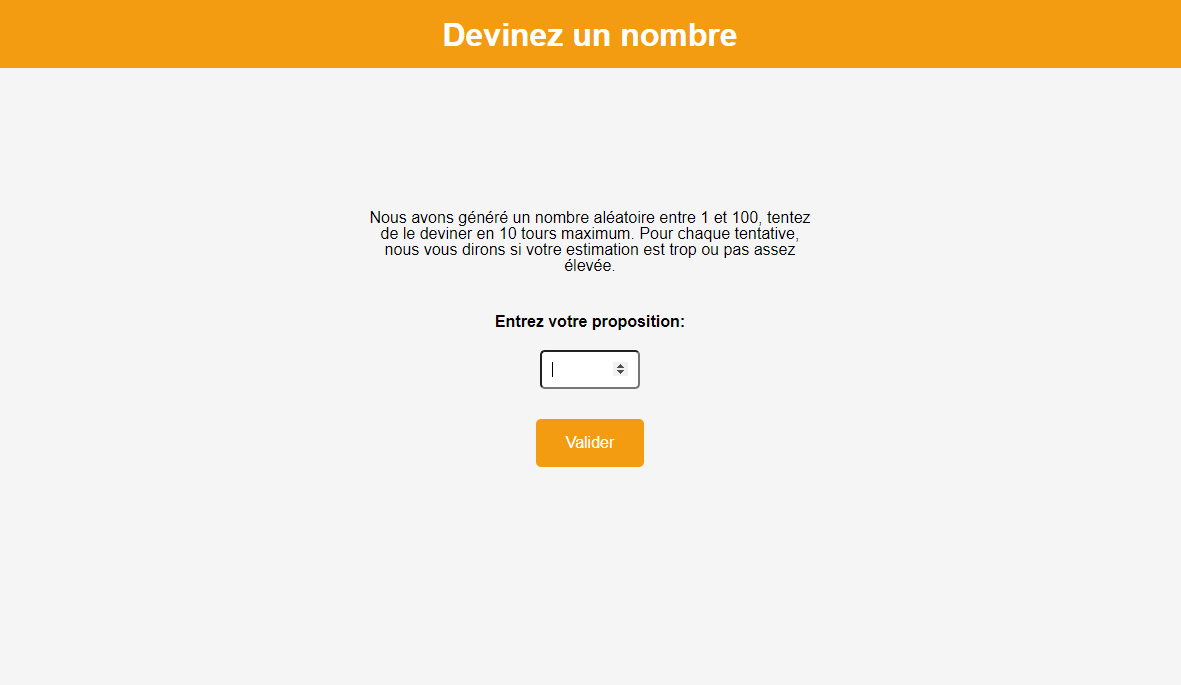 Devinez un nombre
Nous avons généré un nombre aléatoire entre 1 et 100, tentez
de le deviner en 10 tours maximum. Pour chaque tentative,
nous vous dirons si votre estimation est trop ou pas assez
élevée.
Entrez votre proposition:
Valider